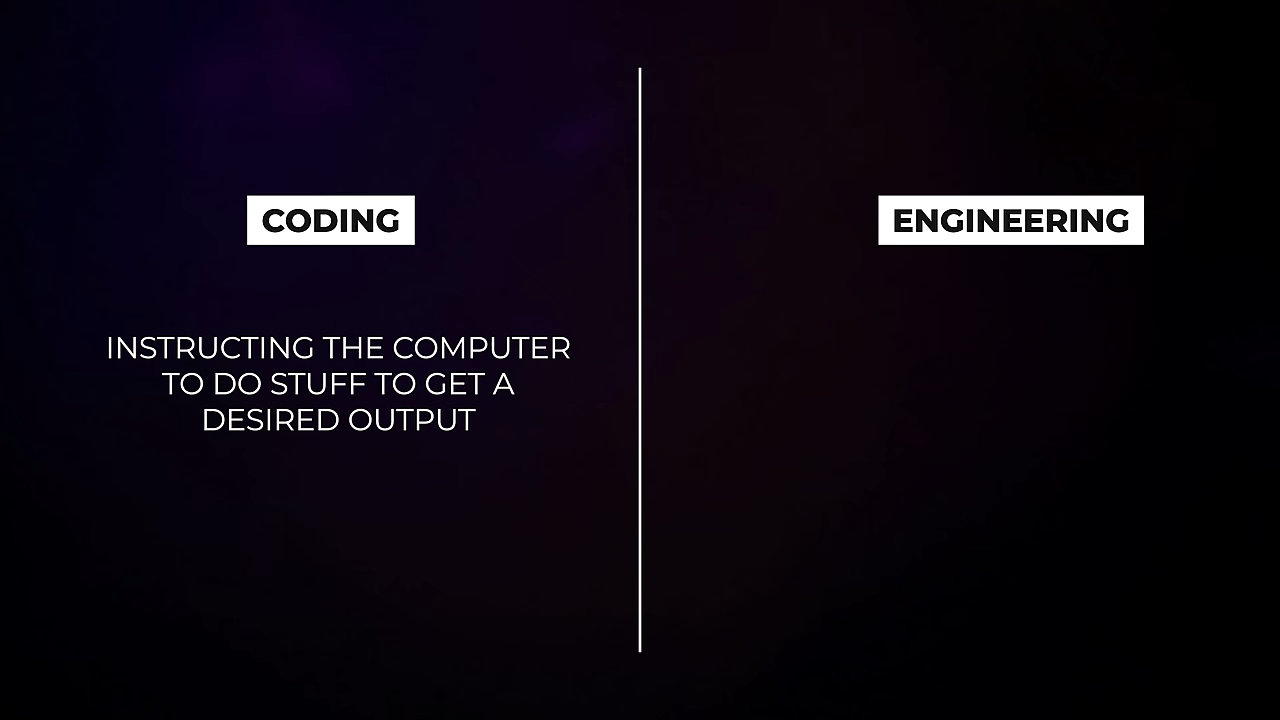 CODING
INSTRUCTING THE COMPUTER
TO DO STUFF TO GET A
DESIRED OUTPUT
ENGINEERING